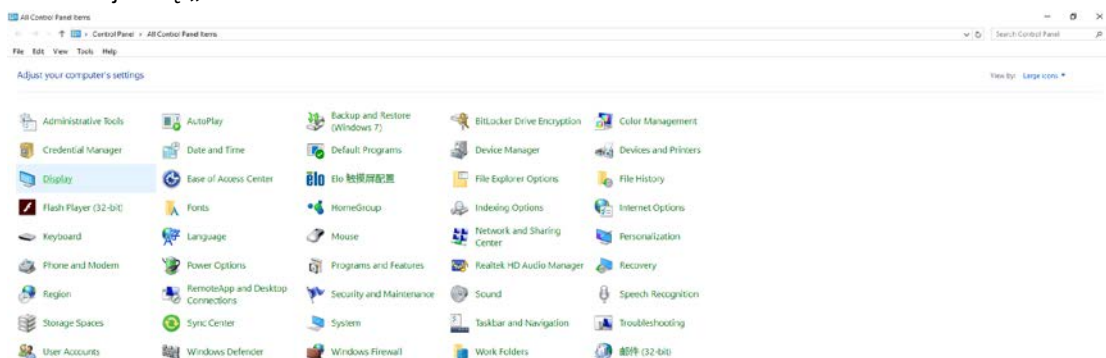 All Control Panel Items
Control Panel > All Control Panel Items
Search Control Panel
File Edit View Tools Help
Adjust your computer's settings
View by: Large icons
Administrative Tools
AutoPlay
Backup and Restore
(Windows 7)
BitLocker Drive Encryption
Color Management
Credential Manager
Date and Time
Default Programs
Device Manager
Devices and Printers
Display
Ease of Access Center
elo Elo 触摸屏配置
File Explorer Options
File History
Flash Player (32-bit)
Fonts
HomeGroup
Indexing Options
Internet Options
Keyboard
Language
Mouse
Network and Sharing
Center
Personalization
Phone and Modem
Power Options
Programs and Features
Realtek HD Audio Manager
Recovery
Region
RemoteApp and Desktop
Connections
Security and Maintenance
Sound
Speech Recognition
Storage Spaces
Sync Center
System
Taskbar and Navigation
Troubleshooting
User Accounts
Windows Defender
Windows Firewall
Work Folders
邮件 (32-bit)